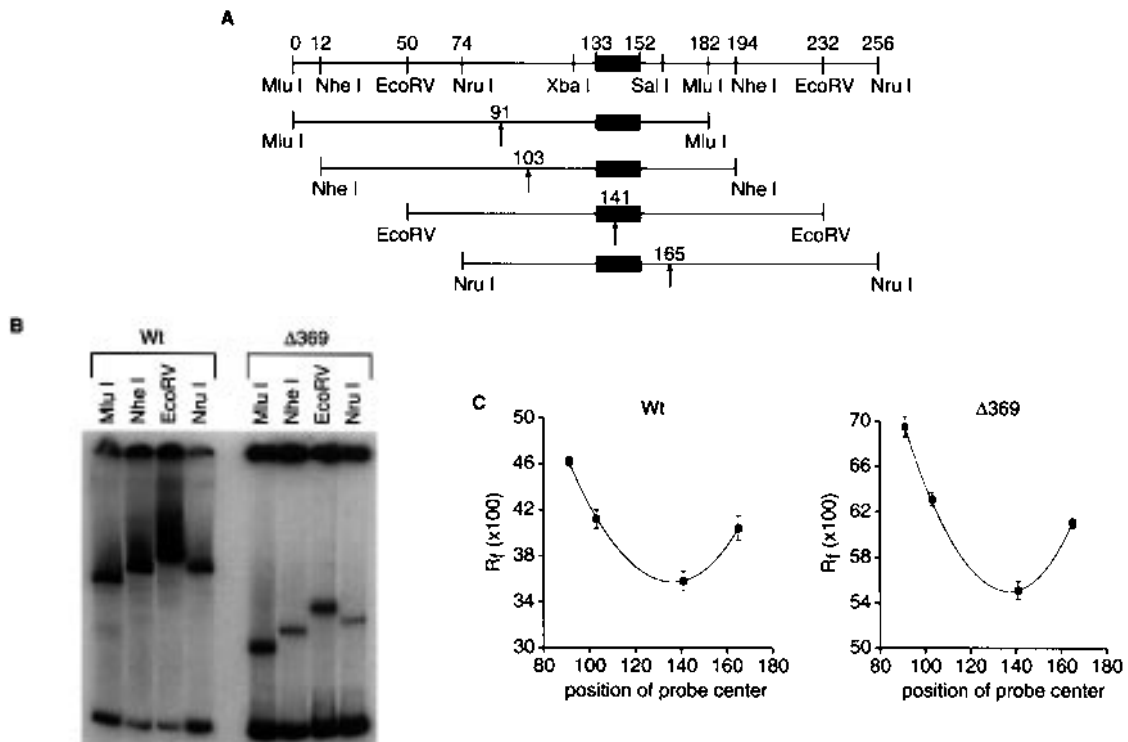 A
0 12 50 74 133 152 182 194 232 256
Mlu I Nhe I EcoRV Nru I Xba I Sal I Mlu I Nhe I EcoRV Nru I
91
Mlu I Mlu I
103
Nhe I Nhe I
141
EcoRV EcoRV
165
Nru I Nru I
B
Wt Δ369
Mlu I Nhe I EcoRV Nru I Mlu I Nhe I EcoRV Nru I
C
Wt
50
46
42
38
34
30
80 100 120 140 160 180
Rf (x100)
position of probe center
Δ369
70
66
62
58
54
50
80 100 120 140 160 180
Rf (x100)
position of probe center